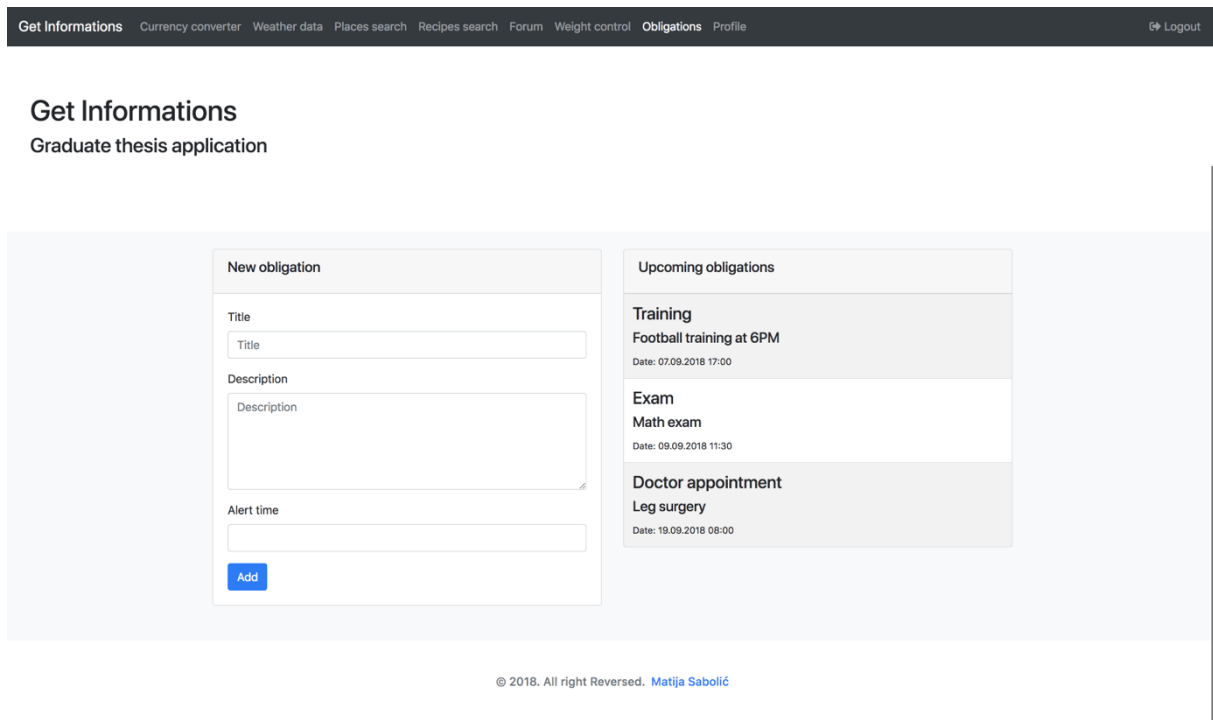 Get Informations Currency converter Weather data Places search Recipes search Forum Weight control Obligations Profile Logout
Get Informations
Graduate thesis application
New obligation
Title
Title
Description
Description
Alert time
Add
Upcoming obligations
Training
Football training at 6PM
Date: 07.09.2018 17:00
Exam
Math exam
Date: 09.09.2018 11:30
Doctor appointment
Leg surgery
Date: 19.09.2018 08:00
© 2018. All right Reversed. Matija Sabolić